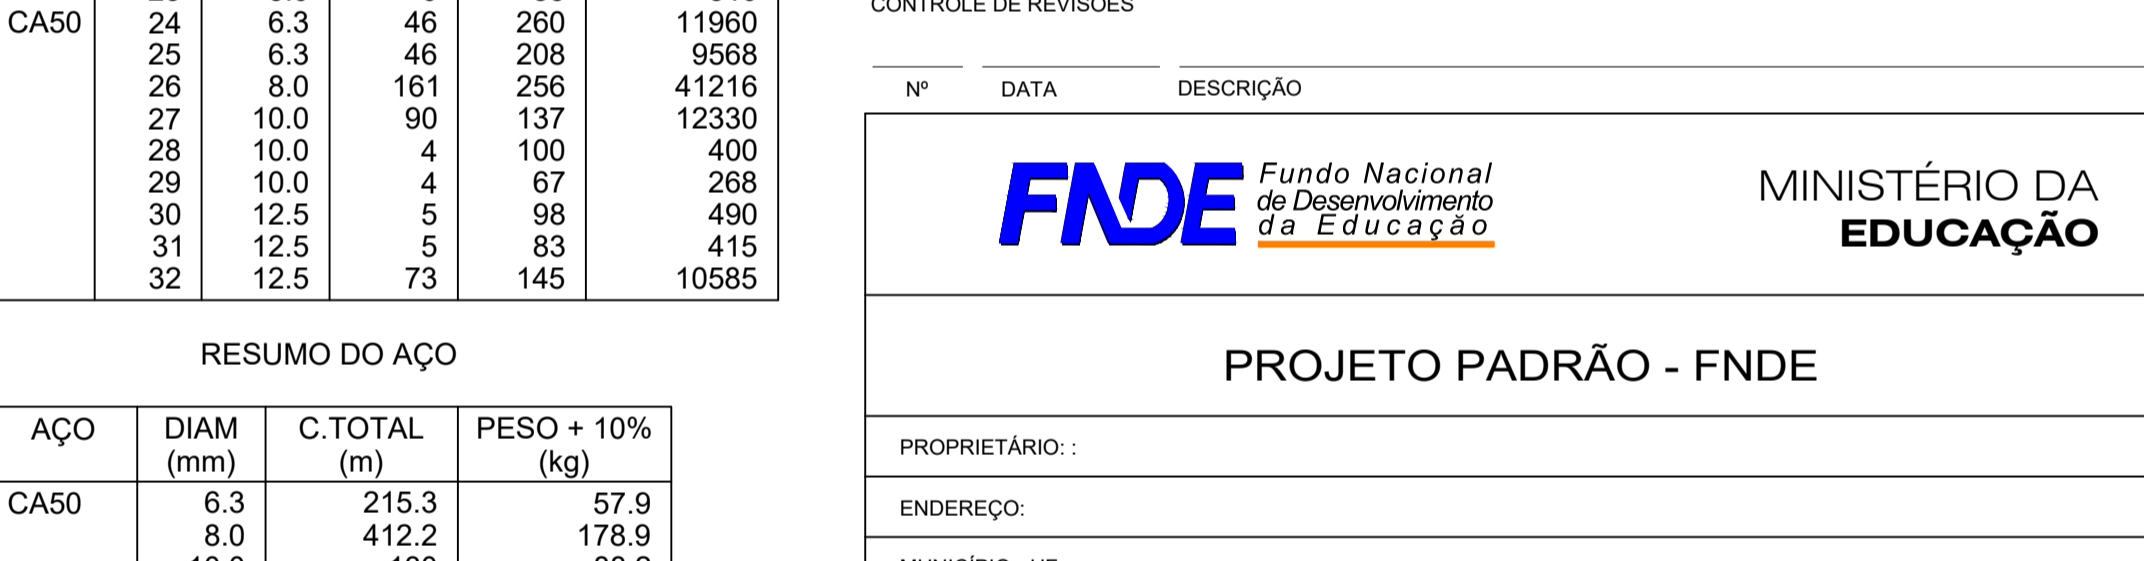 CA50 24 6.3 46 260 11960
25 6.3 46 208 9568
26 8.0 161 256 41216
27 10.0 90 137 12330
28 10.0 4 100 400
29 10.0 4 67 268
30 12.5 5 98 490
31 12.5 5 83 415
32 12.5 73 145 10585
RESUMO DO AÇO
AÇO DIAM C.TOTAL PESO + 10%
(mm) (m) (kg)
CA50 6.3 215.3 57.9
8.0 412.2 178.9
CONTROLE DE REVISÕES
Nº DATA DESCRIÇÃO
FNDE
Fundo Nacional
de Desenvolvimento
da Educação
MINISTÉRIO DA
EDUCAÇÃO
PROJETO PADRÃO - FNDE
PROPRIETÁRIO: :
ENDEREÇO: